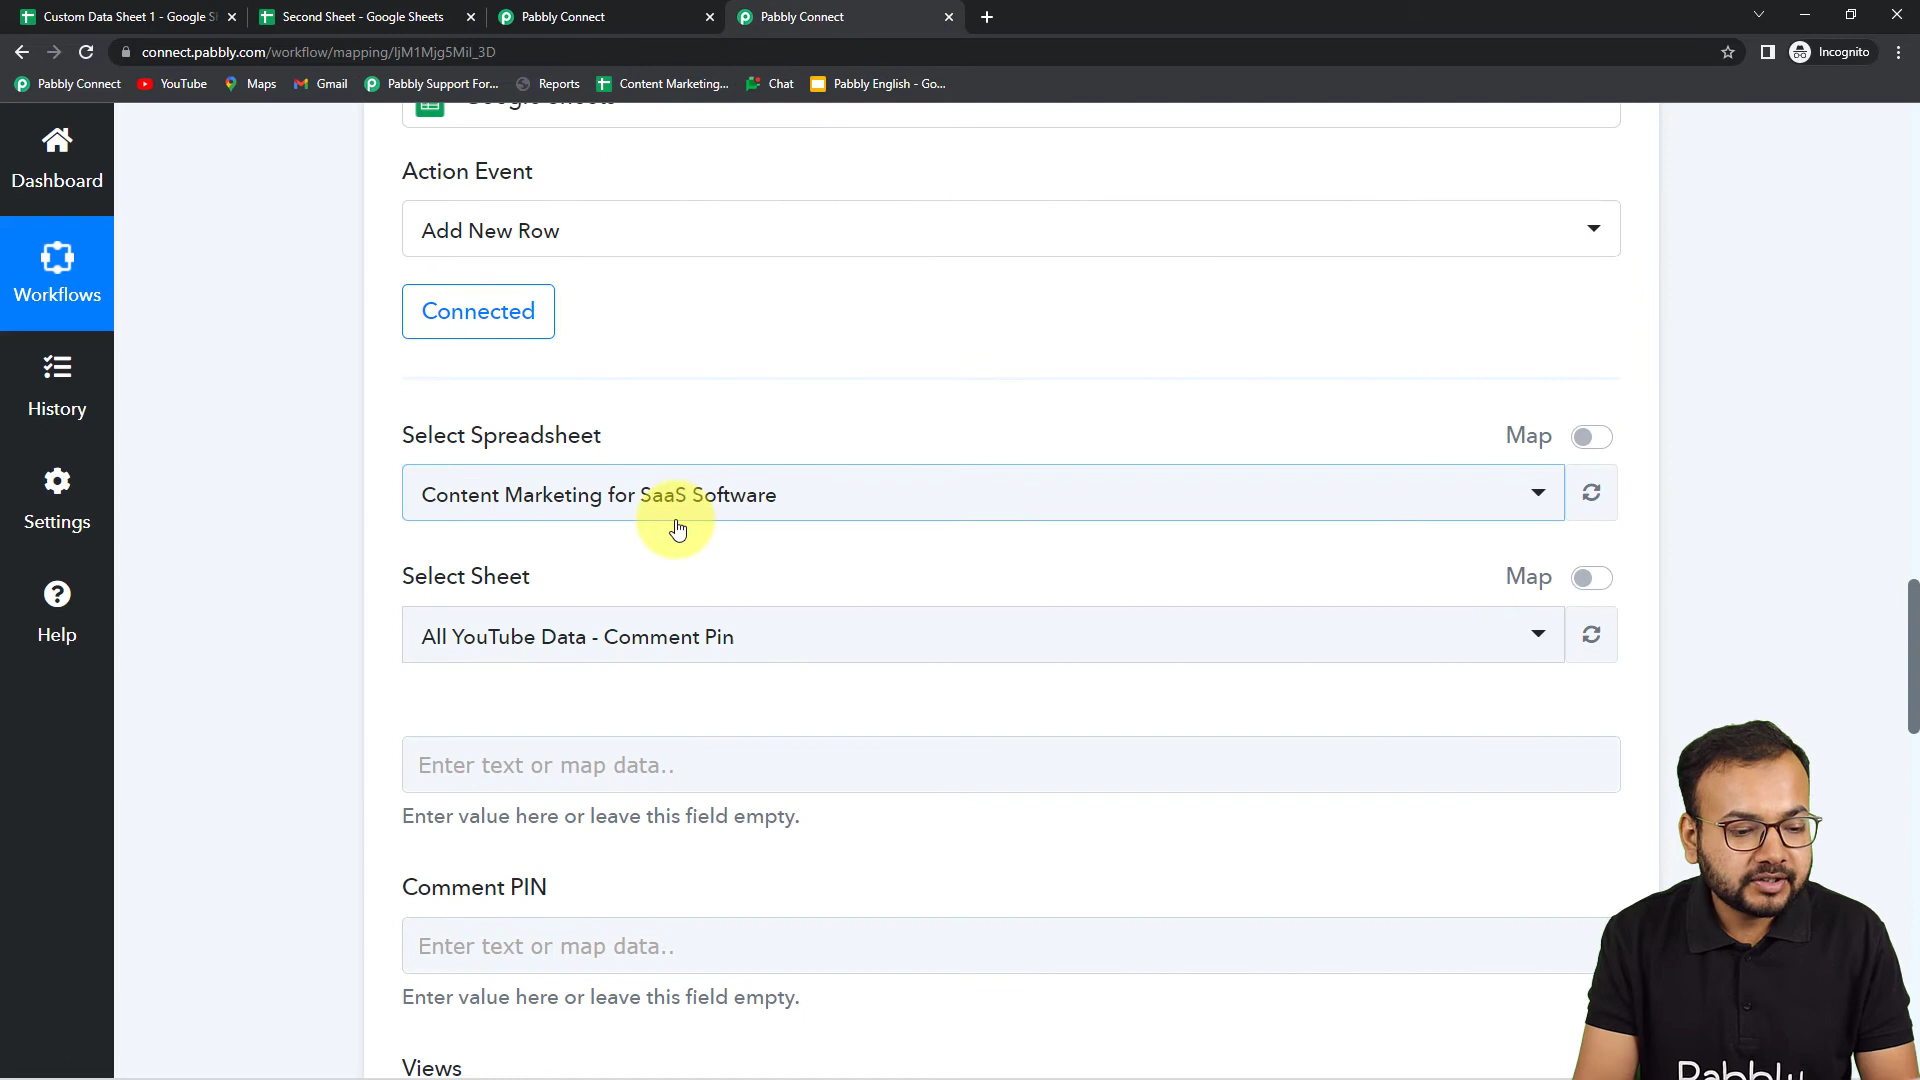 Custom Data Sheet 1 - Google S
Second Sheet - Google Sheets
Pabbly Connect
Pabbly Connect
connect.pabbly.com/workflow/mapping/IjM1Mjg5Mil_3D
Incognito
Pabbly Connect
YouTube
Maps
Gmail
Pabbly Support For...
Reports
Content Marketing...
Chat
Pabbly English - Go...
Google Sheets
Dashboard
Workflows
History
Settings
Help
Action Event
Add New Row
Connected
Select Spreadsheet
Map
Content Marketing for SaaS Software
Select Sheet
Map
All YouTube Data - Comment Pin
Enter text or map data..
Enter value here or leave this field empty.
Comment PIN
Enter text or map data..
Enter value here or leave this field empty.
Views
Pabbly